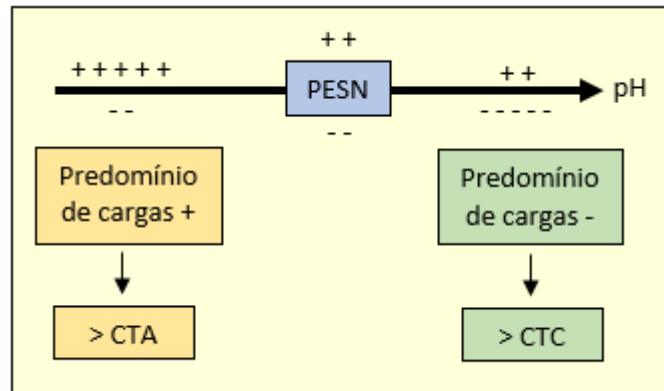 + +
+ + + + +
+ +
PESN
pH
- -
- - - - -
- -
Predomínio
de cargas +
Predomínio
de cargas -
> CTA
> CTC